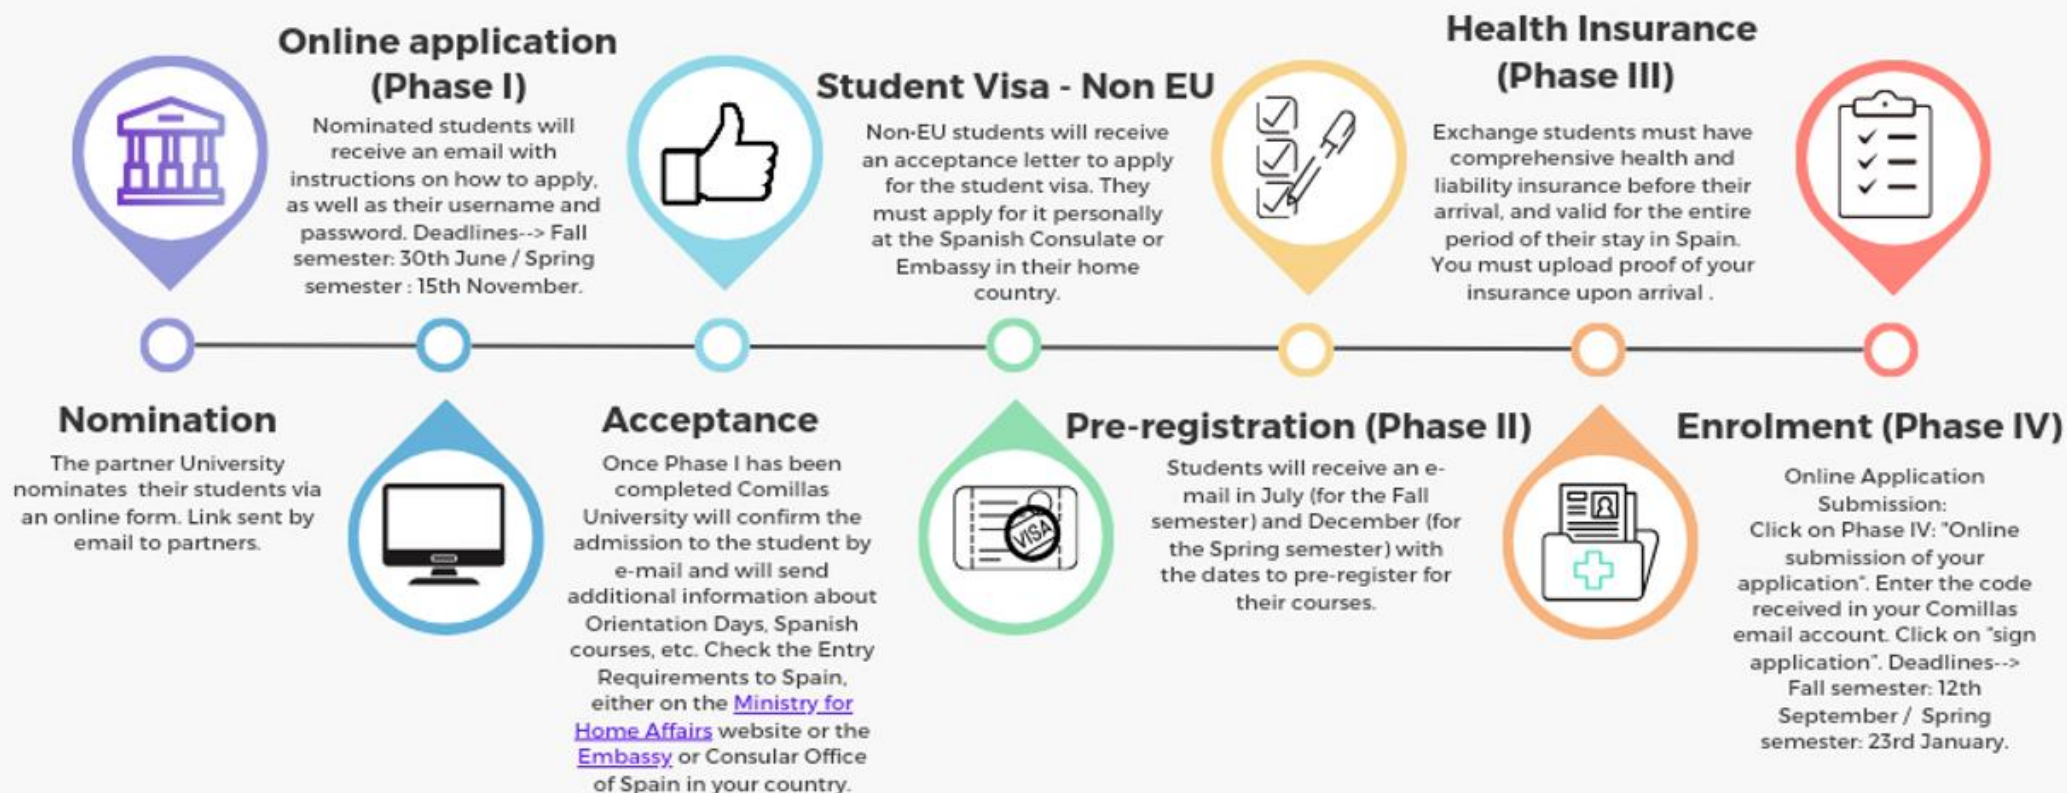 Online application
(Phase I)
Nominated students will
receive an email with
instructions on how to apply,
as well as their username and
password. Deadlines--> Fall
semester: 30th June / Spring
semester : 15th November.
Student Visa - Non EU
Non-EU students will receive
an acceptance letter to apply
for the student visa. They
must apply for it personally
at the Spanish Consulate or
Embassy in their home
country.
Health Insurance
(Phase III)
Exchange students must have
comprehensive health and
liability insurance before their
arrival, and valid for the entire
period of their stay in Spain.
You must upload proof of your
insurance upon arrival .
Nomination
The partner University
nominates their students via
an online form. Link sent by
email to partners.
Acceptance
Once Phase I has been
completed Comillas
University will confirm the
admission to the student by
e-mail and will send
additional information about
Orientation Days, Spanish
courses, etc. Check the Entry
Requirements to Spain,
either on the Ministry for
Home Affairs website or the
Embassy or Consular Office
of Spain in your country.
VISA
Pre-registration (Phase II)
Students will receive an e-
mail in July (for the Fall
semester) and December (for
the Spring semester) with
the dates to pre-register for
their courses.
Enrolment (Phase IV)
Online Application
Submission:
Click on Phase IV: "Online
submission of your
application". Enter the code
received in your Comillas
email account. Click on "sign
application". Deadlines-->
Fall semester: 12th
September / Spring
semester: 23rd January.